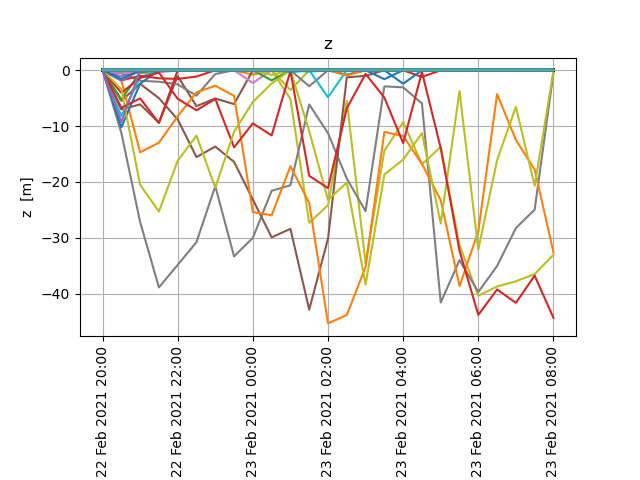 z
0
−10
−20
−30
−40
z  [m]
22 Feb 2021 20:00
22 Feb 2021 22:00
23 Feb 2021 00:00
23 Feb 2021 02:00
23 Feb 2021 04:00
23 Feb 2021 06:00
23 Feb 2021 08:00